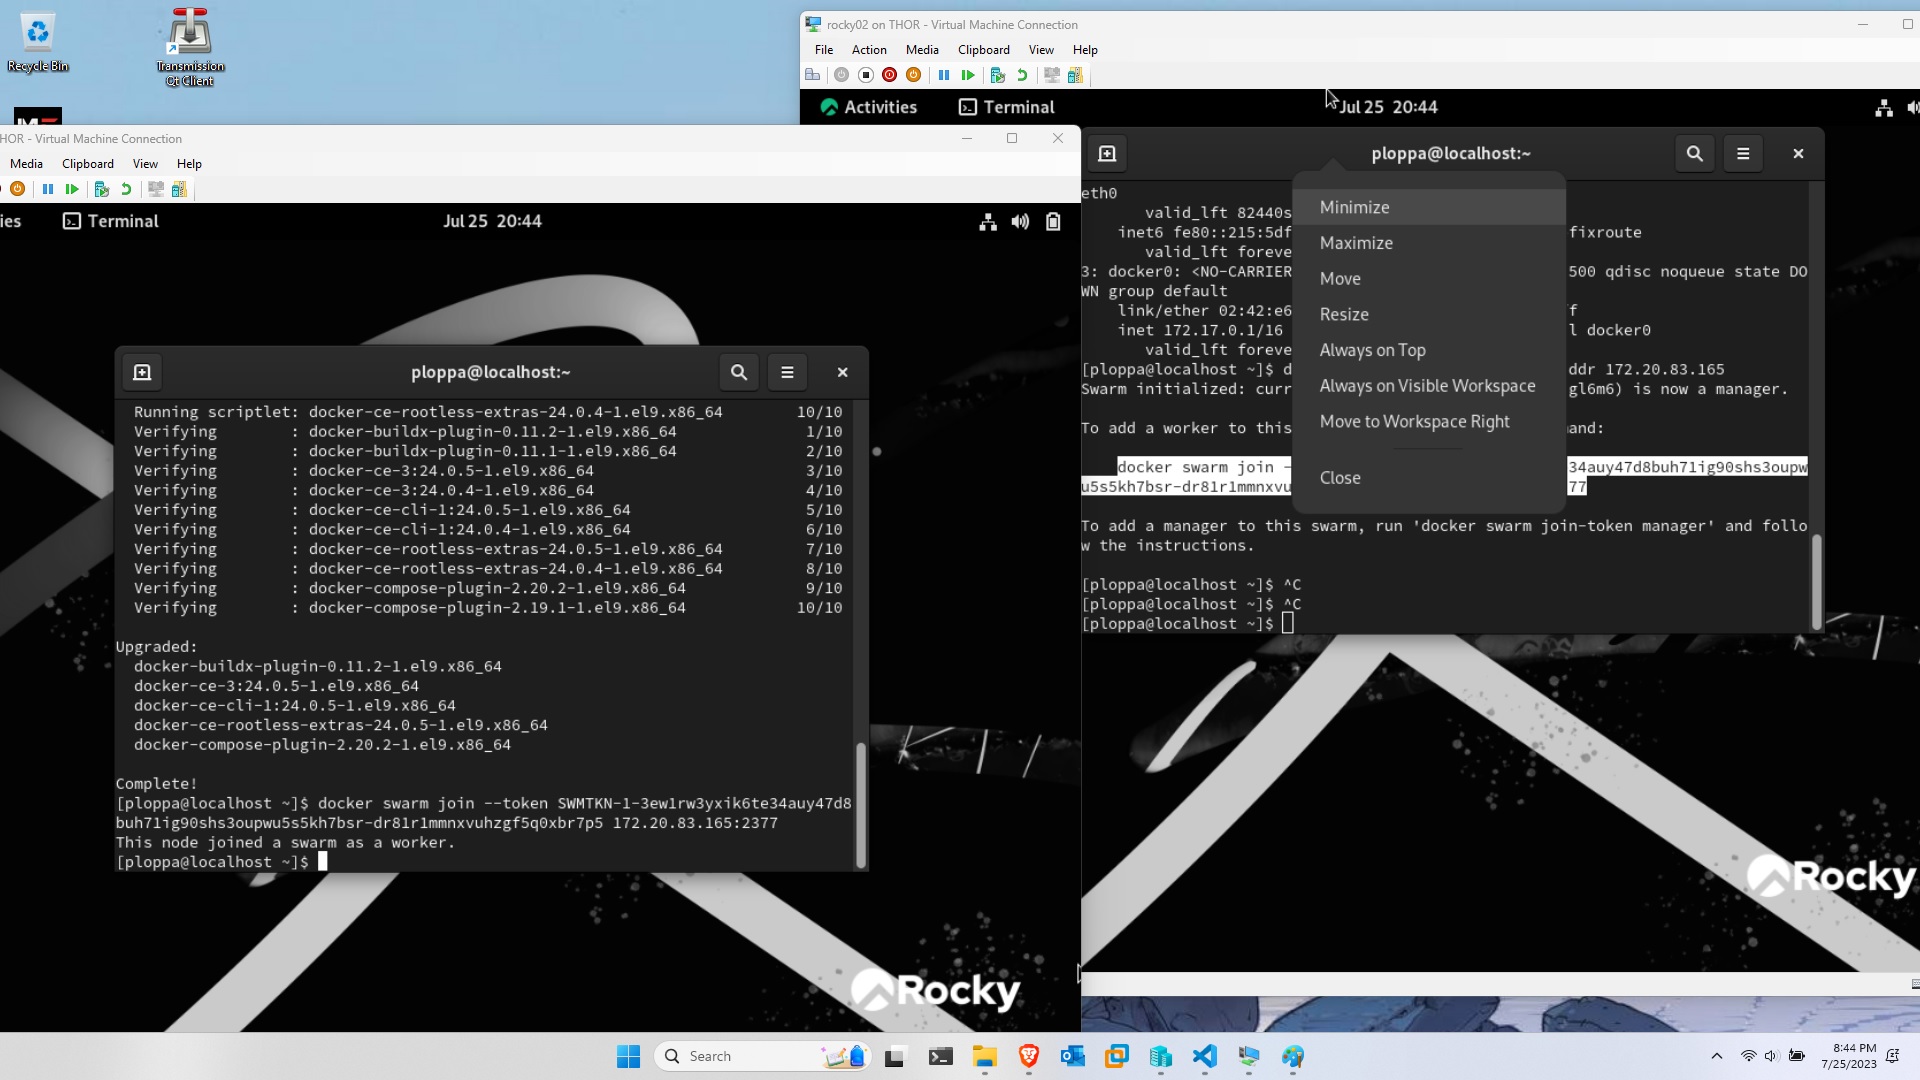 Recycle Bin
Transmission
Qt Client
rocky02 on THOR - Virtual Machine Connection
File Action Media Clipboard View Help
Activities Terminal Jul 25 20:44
HOR - Virtual Machine Connection
Media Clipboard View Help
ies Terminal Jul 25 20:44
ploppa@localhost:~
Running scriptlet: docker-ce-rootless-extras-24.0.4-1.el9.x86_64 10/10
Verifying : docker-buildx-plugin-0.11.2-1.el9.x86_64 1/10
Verifying : docker-buildx-plugin-0.11.1-1.el9.x86_64 2/10
Verifying : docker-ce-3:24.0.5-1.el9.x86_64 3/10
Verifying : docker-ce-3:24.0.4-1.el9.x86_64 4/10
Verifying : docker-ce-cli-1:24.0.5-1.el9.x86_64 5/10
Verifying : docker-ce-cli-1:24.0.4-1.el9.x86_64 6/10
Verifying : docker-ce-rootless-extras-24.0.5-1.el9.x86_64 7/10
Verifying : docker-ce-rootless-extras-24.0.4-1.el9.x86_64 8/10
Verifying : docker-compose-plugin-2.20.2-1.el9.x86_64 9/10
Verifying : docker-compose-plugin-2.19.1-1.el9.x86_64 10/10
Upgraded:
docker-buildx-plugin-0.11.2-1.el9.x86_64
docker-ce-3:24.0.5-1.el9.x86_64
docker-ce-cli-1:24.0.5-1.el9.x86_64
docker-ce-rootless-extras-24.0.5-1.el9.x86_64
docker-compose-plugin-2.20.2-1.el9.x86_64
Complete!
[ploppa@localhost ~]$ docker swarm join --token SWMTKN-1-3ew1rw3yxik6te34auy47d8
buh71ig90shs3oupwu5s5kh7bsr-dr81r1mmnxvuhzgf5q0xbr7p5 172.20.83.165:2377
This node joined a swarm as a worker.
[ploppa@localhost ~]$
Rocky
ploppa@localhost:~
eth0
valid_lft 82440s
inet6 fe80::215:5df fixroute
valid_lft foreve
3: docker0: <NO-CARRIER 500 qdisc noqueue state DO
WN group default
link/ether 02:42:e6 f
inet 172.17.0.1/16 l docker0
valid_lft foreve
[ploppa@localhost ~]$ d ddr 172.20.83.165
Swarm initialized: curr gl6m6) is now a manager.
To add a worker to this mand:
docker swarm join - 34auy47d8buh71ig90shs3oupw
u5s5kh7bsr-dr81r1mmnxvu 77
To add a manager to this swarm, run 'docker swarm join-token manager' and follo
w the instructions.
[ploppa@localhost ~]$ ^C
[ploppa@localhost ~]$ ^C
[ploppa@localhost ~]$
Minimize
Maximize
Move
Resize
Always on Top
Always on Visible Workspace
Move to Workspace Right
Close
Rocky
Search
8:44 PM
7/25/2023